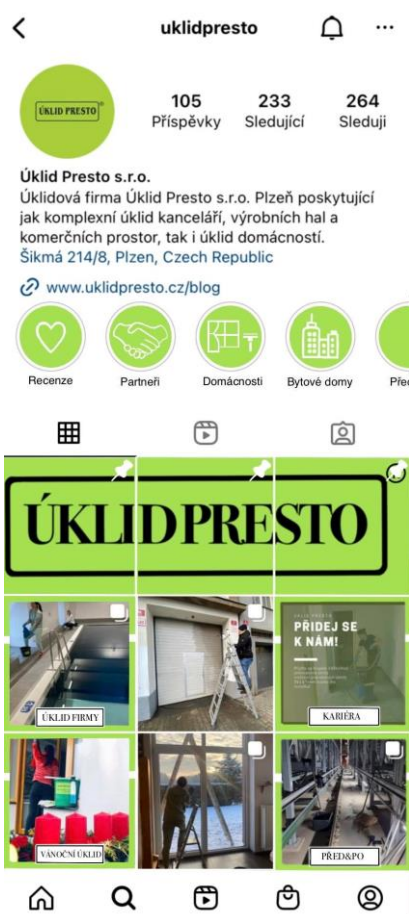 uklidpresto
ÚKLID PRESTO®
105 233 264
Příspěvky Sledující Sleduji
Úklid Presto s.r.o.
Úklidová firma Úklid Presto s.r.o. Plzeň poskytující
jak komplexní úklid kanceláří, výrobních hal a
komerčních prostor, tak i úklid domácností.
Šikmá 214/8, Plzen, Czech Republic
www.uklidpresto.cz/blog
Recenze Partneři Domácnosti Bytové domy Před
ÚKLID PRESTO
PŘIDEJ SE
K NÁM!
ÚKLID FIRMY
KARIÉRA
VÁNOČNÍ ÚKLID
PŘED&PO